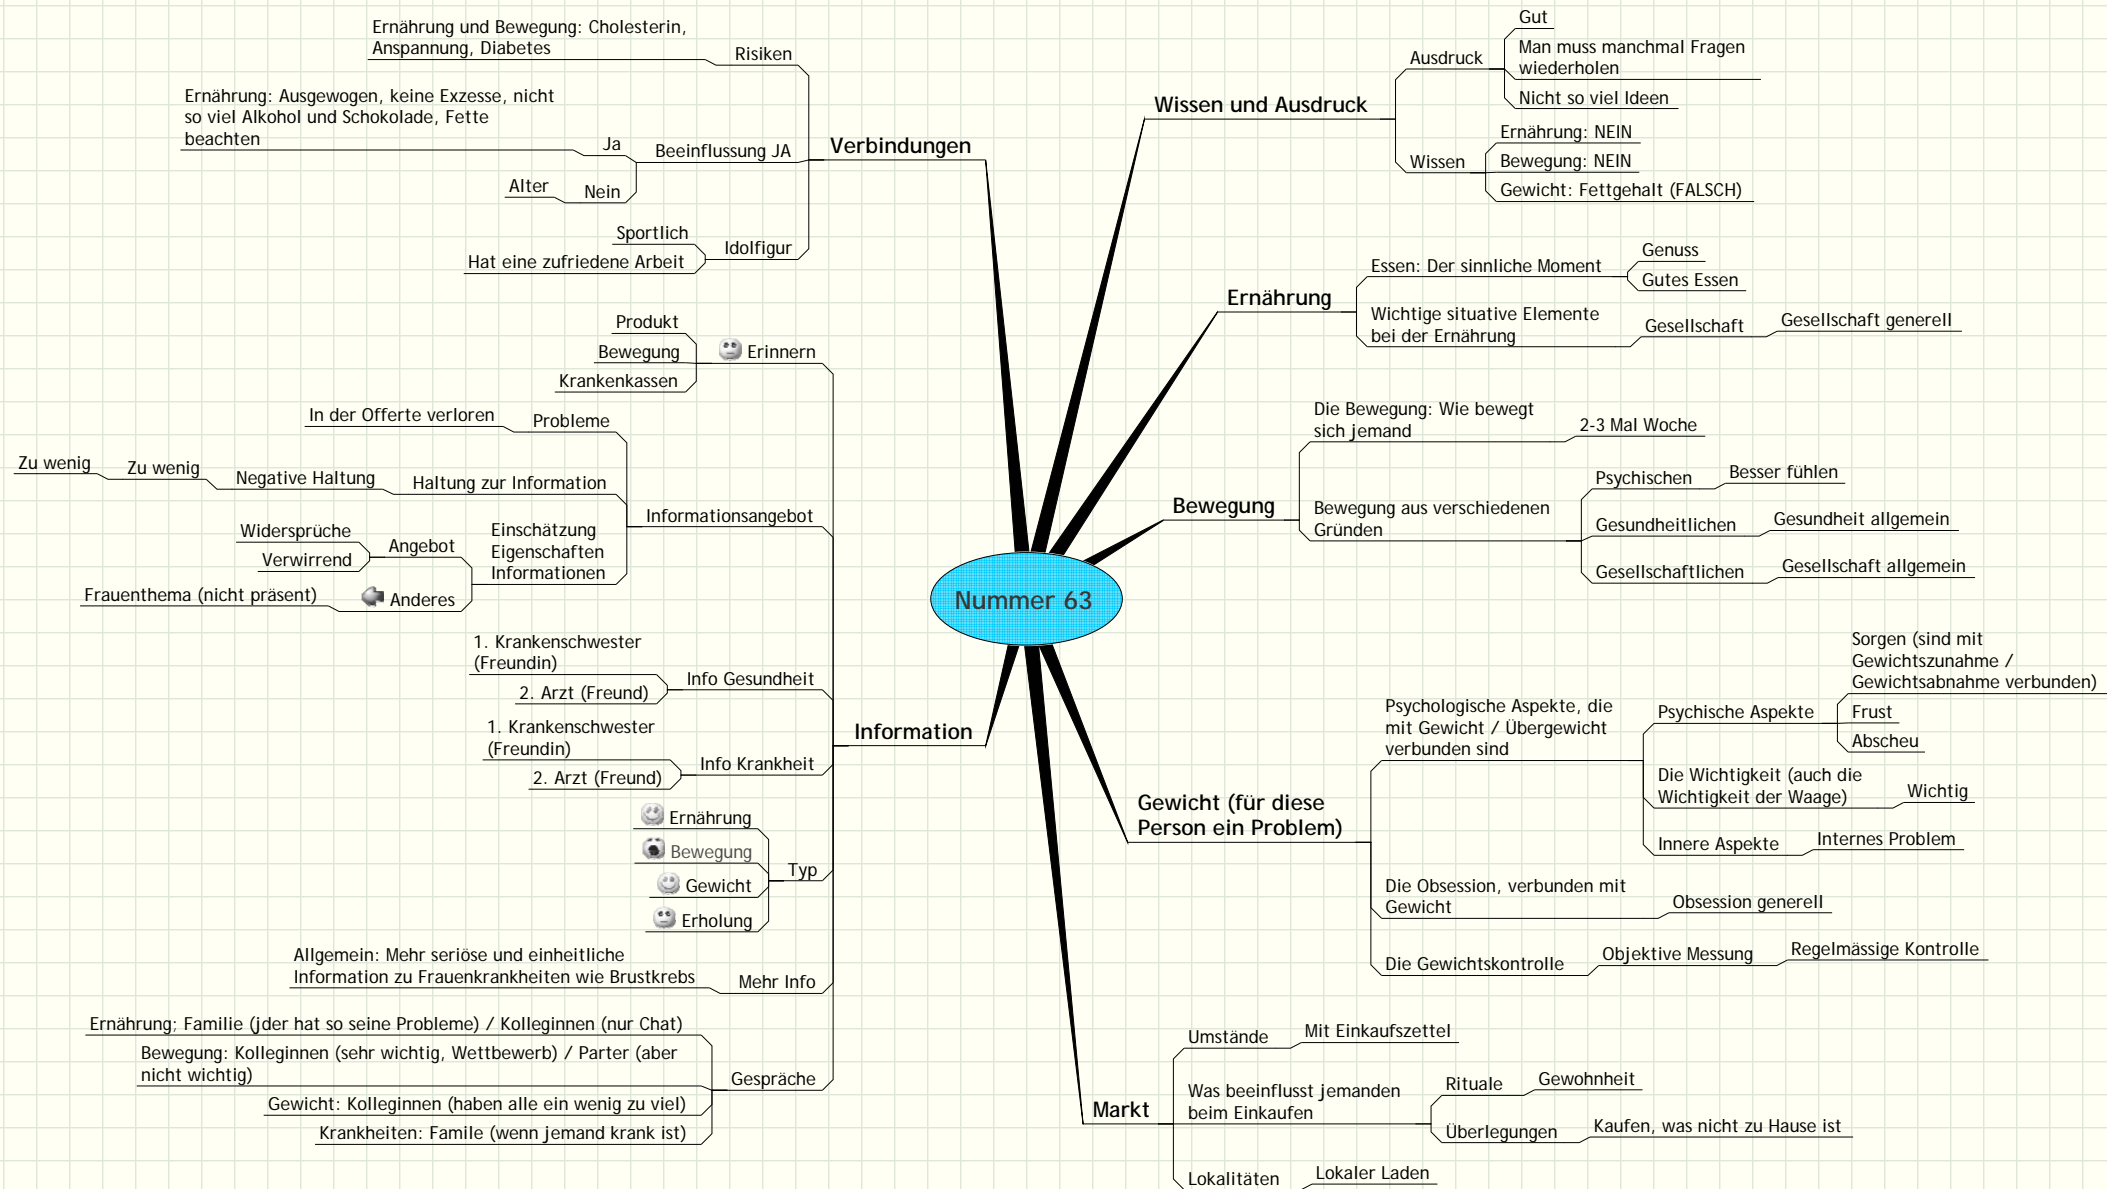 Nummer 63
Wissen und Ausdruck
Ausdruck
Gut
Man muss manchmal Fragen
wiederholen
Nicht so viel Ideen
Wissen
Ernährung: NEIN
Bewegung: NEIN
Gewicht: Fettgehalt (FALSCH)
Ernährung
Essen: Der sinnliche Moment
Genuss
Gutes Essen
Wichtige situative Elemente
bei der Ernährung
Gesellschaft
Gesellschaft generell
Bewegung
Die Bewegung: Wie bewegt
sich jemand
2-3 Mal Woche
Bewegung aus verschiedenen
Gründen
Psychischen
Besser fühlen
Gesundheitlichen
Gesundheit allgemein
Gesellschaftlichen
Gesellschaft allgemein
Gewicht (für diese
Person ein Problem)
Psychologische Aspekte, die
mit Gewicht / Übergewicht
verbunden sind
Psychische Aspekte
Sorgen (sind mit
Gewichtszunahme /
Gewichtsabnahme verbunden)
Frust
Abscheu
Die Wichtigkeit (auch die
Wichtigkeit der Waage)
Wichtig
Innere Aspekte
Internes Problem
Die Obsession, verbunden mit
Gewicht
Obsession generell
Die Gewichtskontrolle
Objektive Messung
Regelmässige Kontrolle
Markt
Umstände
Mit Einkaufszettel
Was beeinflusst jemanden
beim Einkaufen
Rituale
Gewohnheit
Überlegungen
Kaufen, was nicht zu Hause ist
Lokalitäten
Lokaler Laden
Verbindungen
Risiken
Ernährung und Bewegung: Cholesterin,
Anspannung, Diabetes
Beeinflussung JA
Ja
Ernährung: Ausgewogen, keine Exzesse, nicht
so viel Alkohol und Schokolade, Fette
beachten
Nein
Alter
Idolfigur
Sportlich
Hat eine zufriedene Arbeit
Information
Erinnern
Produkt
Bewegung
Krankenkassen
Informationsangebot
Probleme
In der Offerte verloren
Haltung zur Information
Negative Haltung
Zu wenig
Zu wenig
Einschätzung
Eigenschaften
Informationen
Angebot
Widersprüche
Verwirrend
Anderes
Frauenthema (nicht präsent)
Info Gesundheit
1. Krankenschwester
(Freundin)
2. Arzt (Freund)
Info Krankheit
1. Krankenschwester
(Freundin)
2. Arzt (Freund)
Typ
Ernährung
Bewegung
Gewicht
Erholung
Mehr Info
Allgemein: Mehr seriöse und einheitliche
Information zu Frauenkrankheiten wie Brustkrebs
Gespräche
Ernährung; Familie (jder hat so seine Probleme) / Kolleginnen (nur Chat)
Bewegung: Kolleginnen (sehr wichtig, Wettbewerb) / Parter (aber
nicht wichtig)
Gewicht: Kolleginnen (haben alle ein wenig zu viel)
Krankheiten: Famile (wenn jemand krank ist)